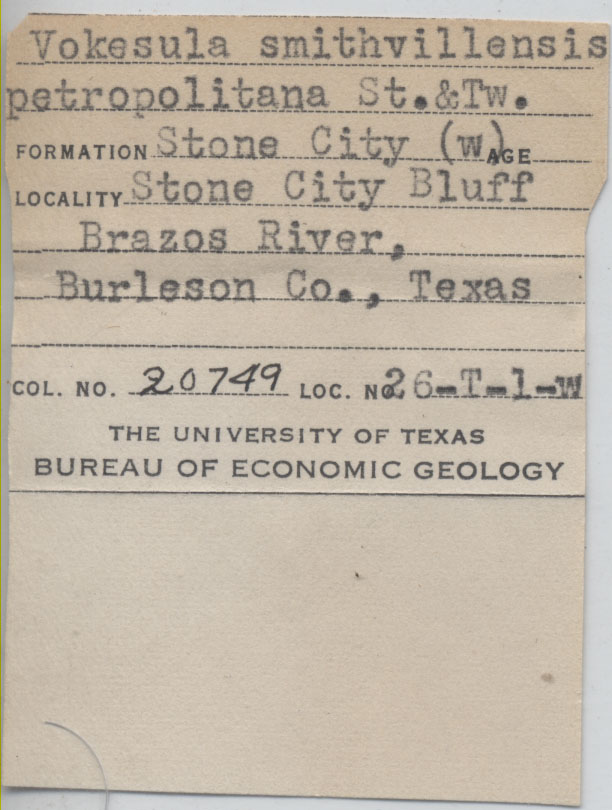 Vokesula smithvillensis
petropolitana St.&Tw.
FORMATION Stone City (w) AGE
LOCALITY Stone City Bluff
Brazos River,
Burleson Co., Texas
COL. NO. 20749 LOC. NO 26-T-1-w
THE UNIVERSITY OF TEXAS
BUREAU OF ECONOMIC GEOLOGY